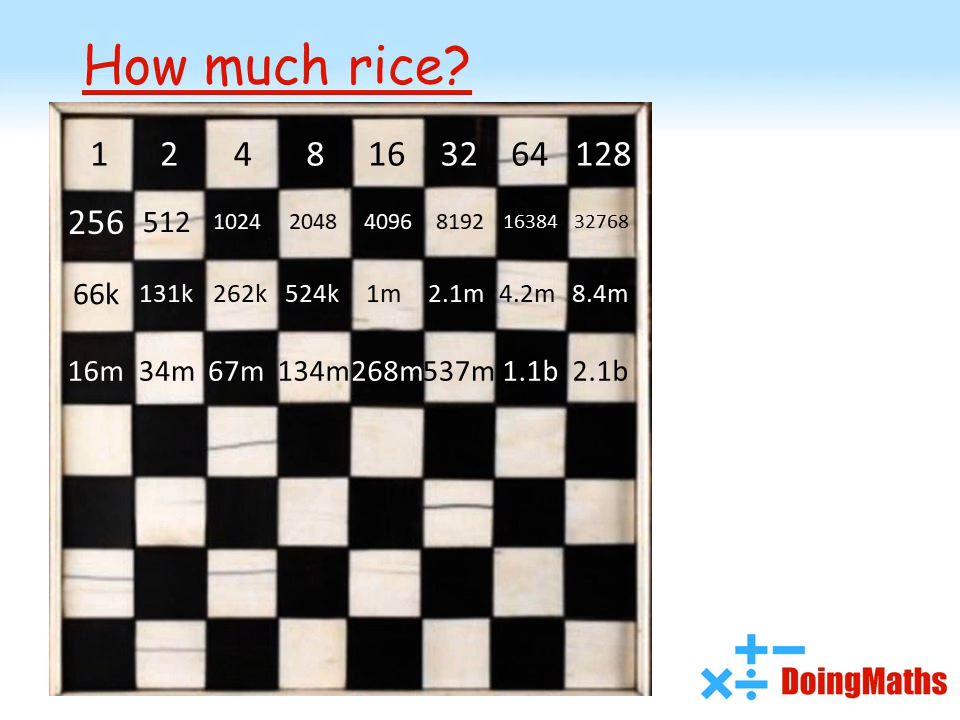 How much rice?
1 2 4 8 16 32 64 128
256 512 1024 2048 4096 8192 16384 32768
66k 131k 262k 524k 1m 2.1m 4.2m 8.4m
16m 34m 67m 134m 268m 537m 1.1b 2.1b
DoingMaths